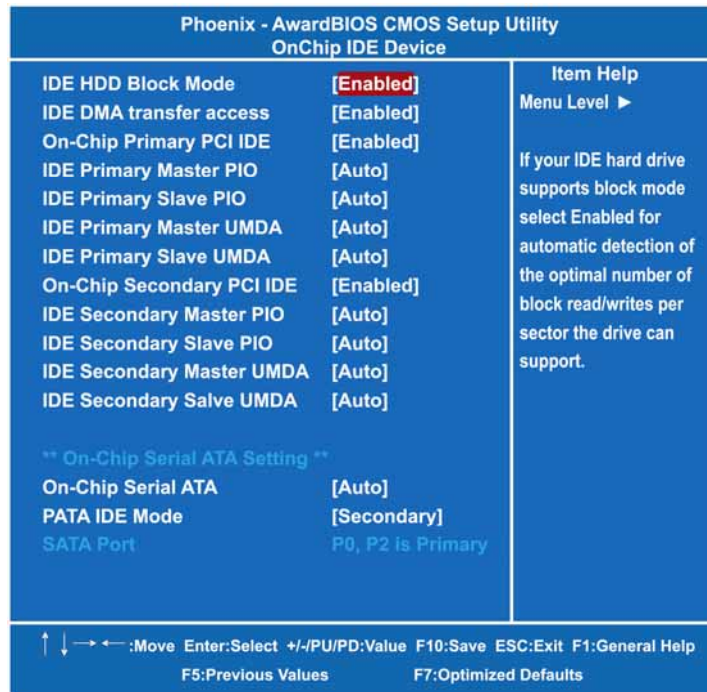 Phoenix - AwardBIOS CMOS Setup Utility
OnChip IDE Device
IDE HDD Block Mode [Enabled]
IDE DMA transfer access [Enabled]
On-Chip Primary PCI IDE [Enabled]
IDE Primary Master PIO [Auto]
IDE Primary Slave PIO [Auto]
IDE Primary Master UMDA [Auto]
IDE Primary Slave UMDA [Auto]
On-Chip Secondary PCI IDE [Enabled]
IDE Secondary Master PIO [Auto]
IDE Secondary Slave PIO [Auto]
IDE Secondary Master UMDA [Auto]
IDE Secondary Salve UMDA [Auto]
** On-Chip Serial ATA Setting **
On-Chip Serial ATA [Auto]
PATA IDE Mode [Secondary]
SATA Port P0, P2 is Primary
Item Help
Menu Level ►
If your IDE hard drive
supports block mode
select Enabled for
automatic detection of
the optimal number of
block read/writes per
sector the drive can
support.
↑ ↓ → ← :Move Enter:Select +/-/PU/PD:Value F10:Save ESC:Exit F1:General Help
F5:Previous Values F7:Optimized Defaults